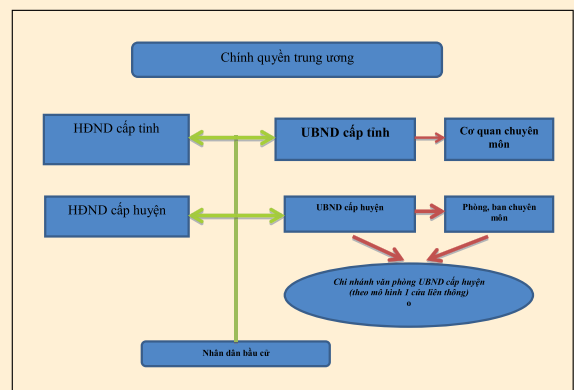 Chính quyền trung ương
HĐND cấp tỉnh
UBND cấp tỉnh
Cơ quan chuyên
môn
HĐND cấp huyện
UBND cấp huyện
Phòng, ban chuyên
môn
Chi nhánh văn phòng UBND cấp huyện
(theo mô hình 1 cửa liên thông)
o
Nhân dân bầu cử